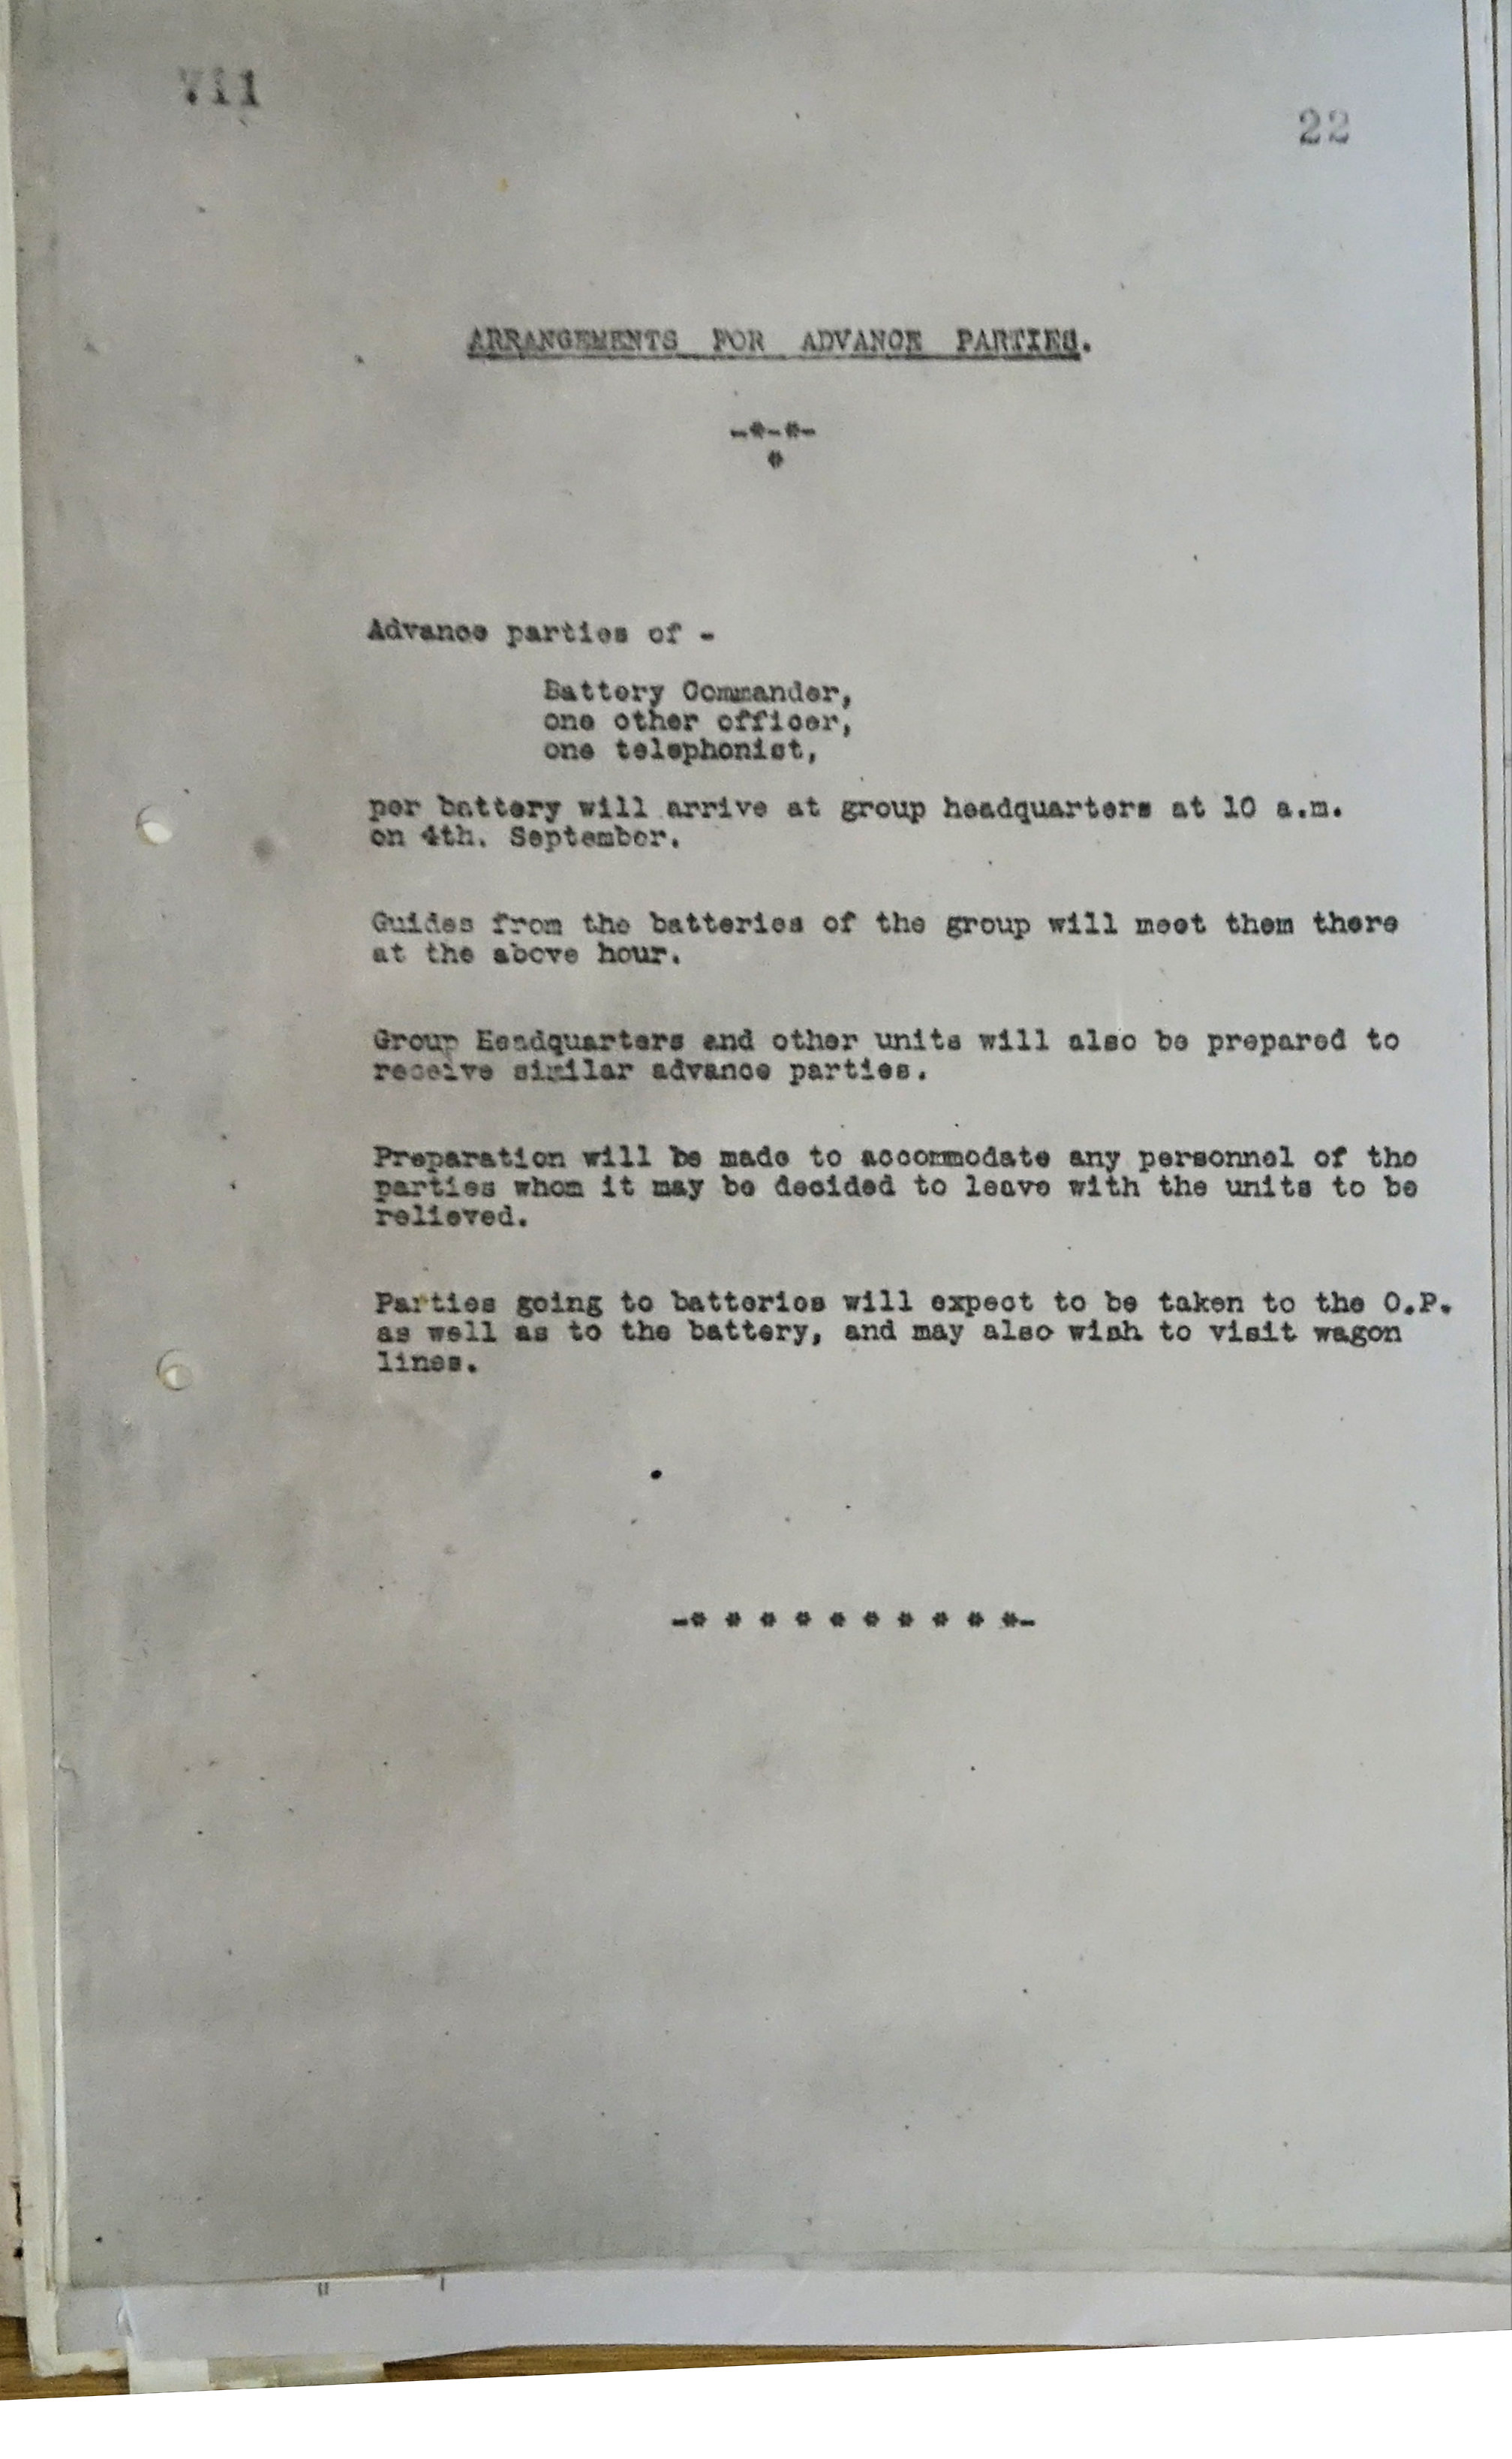 Vii
22
ARRANGEMENTS FOR ADVANCE PARTIES.
-*-*-
*
Advance parties of -
Battery Commander,
one other officer,
one telephonist,
per battery will arrive at group headquarters at 10 a.m.
on 4th. September.
Guides from the batteries of the group will meet them there
at the above hour.
Group Headquarters and other units will also be prepared to
receive similar advance parties.
Preparation will be made to accommodate any personnel of the
parties whom it may be decided to leave with the units to be
relieved.
Parties going to batteries will expect to be taken to the O.P.
as well as to the battery, and may also wish to visit wagon
lines.
-* * * * * * * * * *-